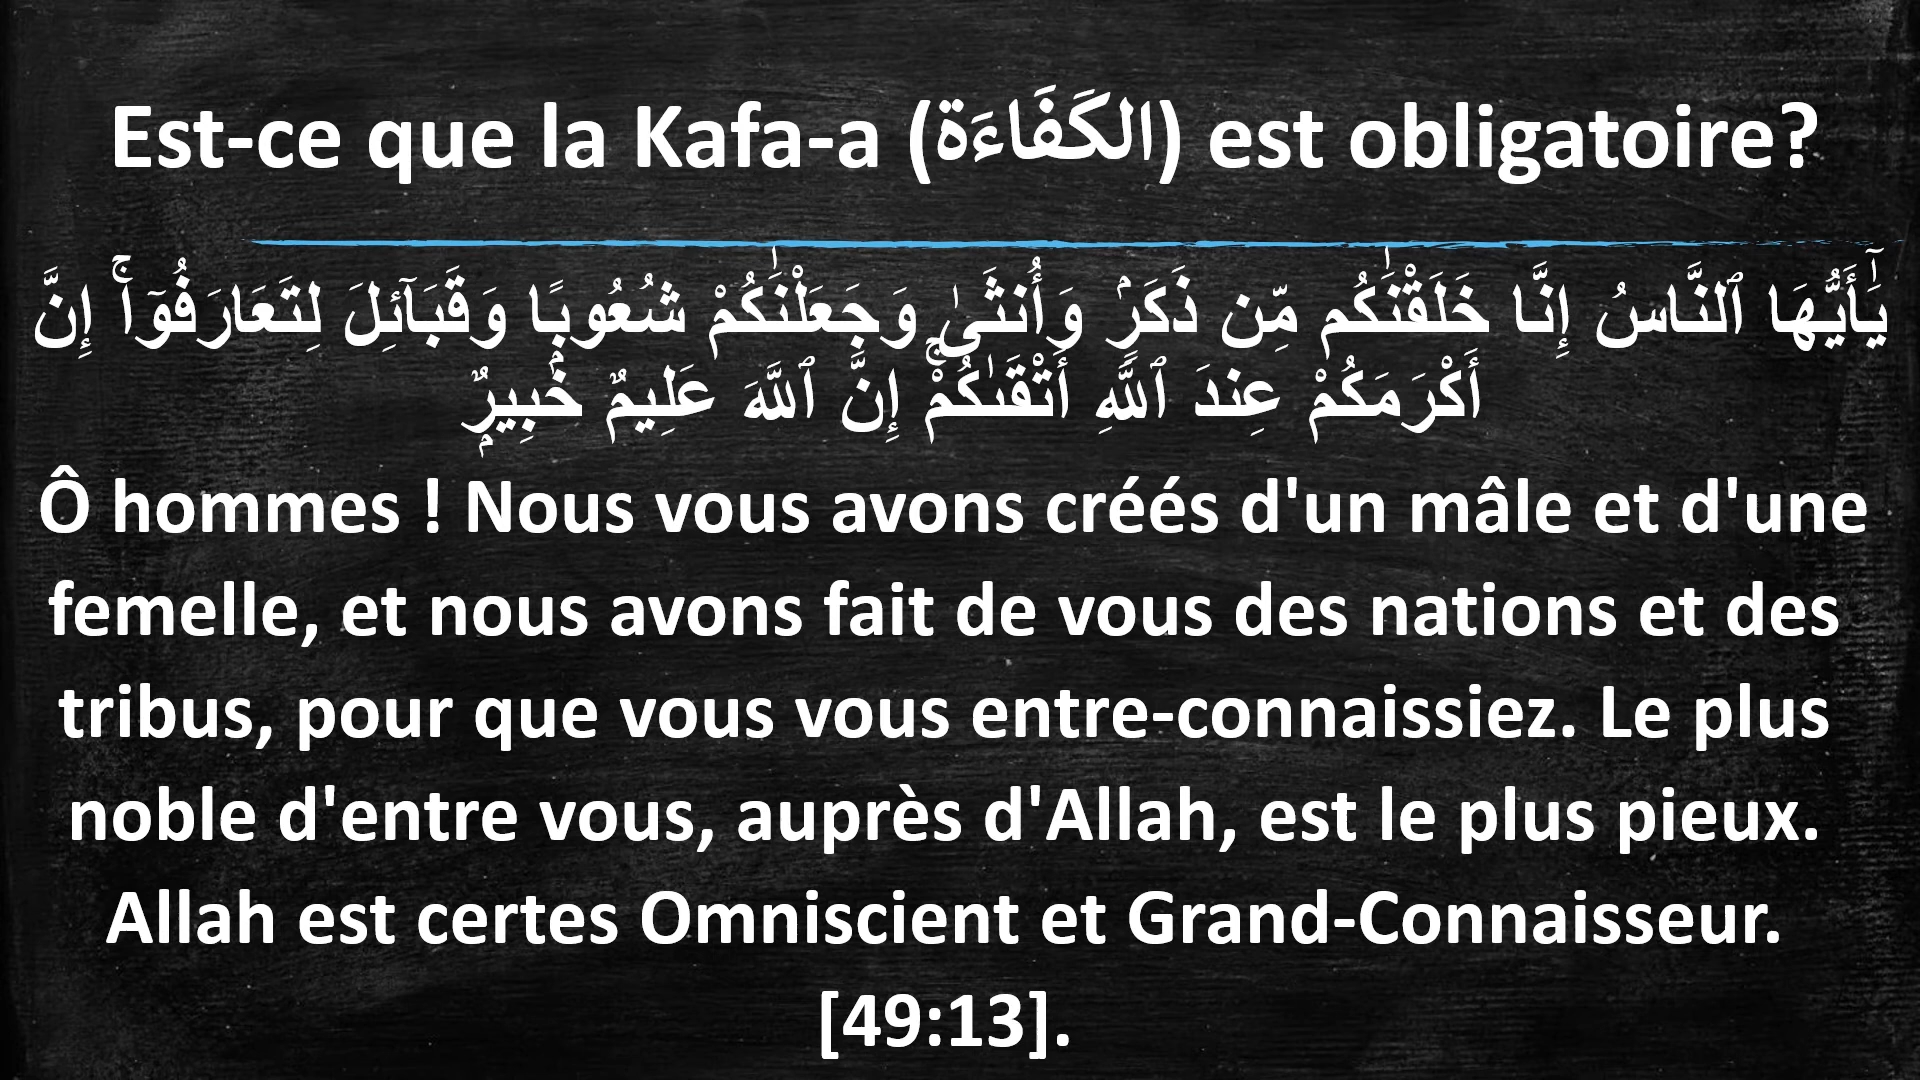 Est-ce que la Kafa-a (الكَفَاءَة) est obligatoire?
يَٰٓأَيُّهَا ٱلنَّاسُ إِنَّا خَلَقْنَٰكُم مِّن ذَكَرٍۢ وَأُنثَىٰ وَجَعَلْنَٰكُمْ شُعُوبًۭا وَقَبَآئِلَ لِتَعَارَفُوٓا۟ ۚ إِنَّ
أَكْرَمَكُمْ عِندَ ٱللَّهِ أَتْقَىٰكُمْ ۚ إِنَّ ٱللَّهَ عَلِيمٌ خَبِيرٌۭ
Ô hommes ! Nous vous avons créés d'un mâle et d'une
femelle, et nous avons fait de vous des nations et des
tribus, pour que vous vous entre-connaissiez. Le plus
noble d'entre vous, auprès d'Allah, est le plus pieux.
Allah est certes Omniscient et Grand-Connaisseur.
[49:13].